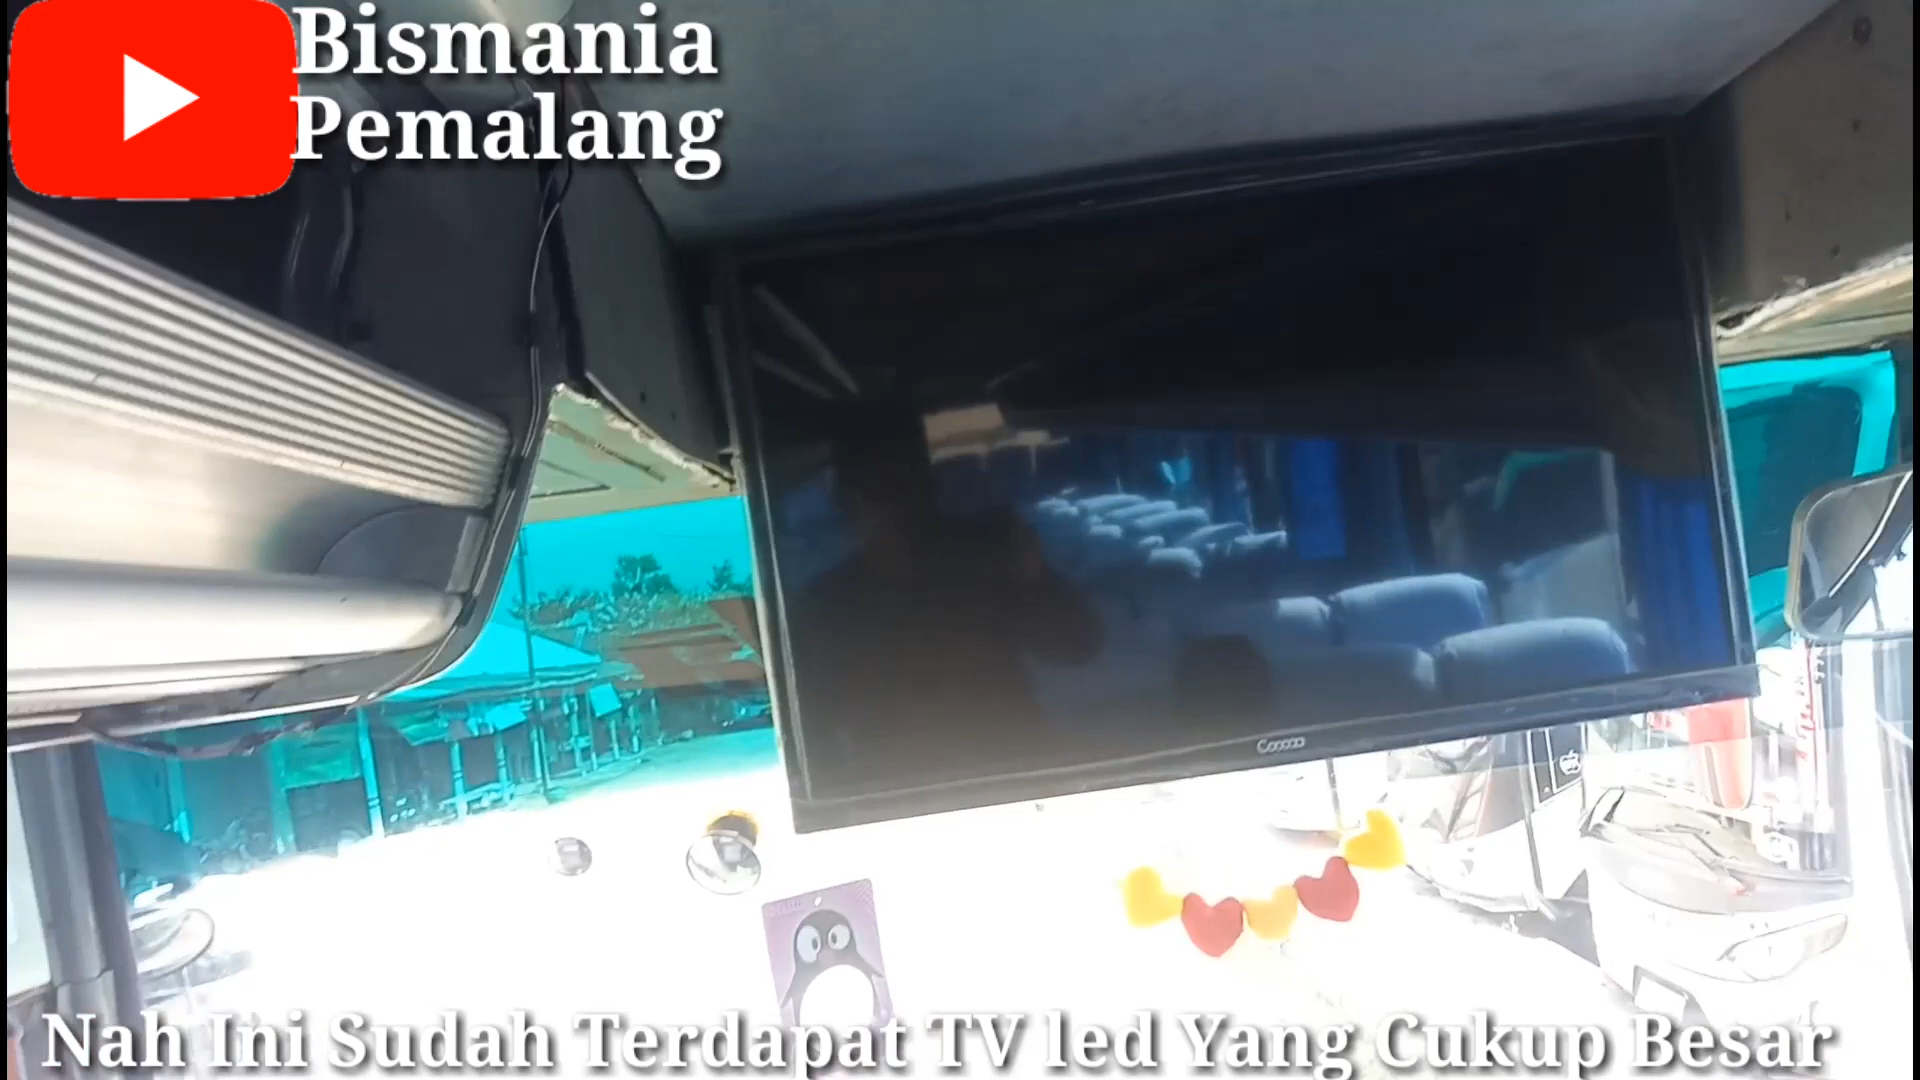 Bismania
Pemalang
Nah Ini Sudah Terdapat TV led Yang Cukup Besar